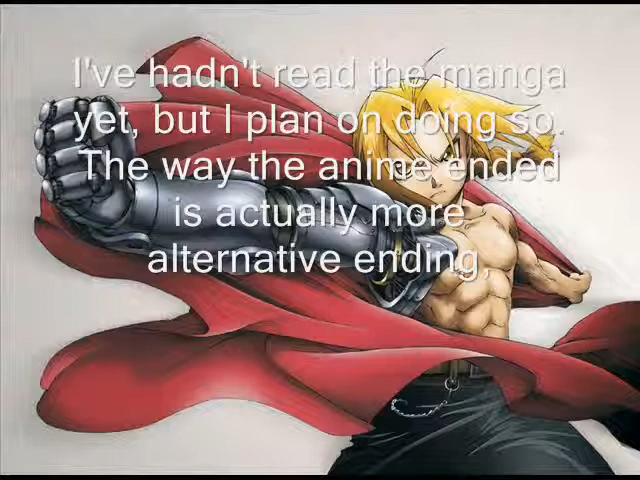 I've hadn't read the manga
yet, but I plan on doing so.
The way the anime ended
is actually more
alternative ending,